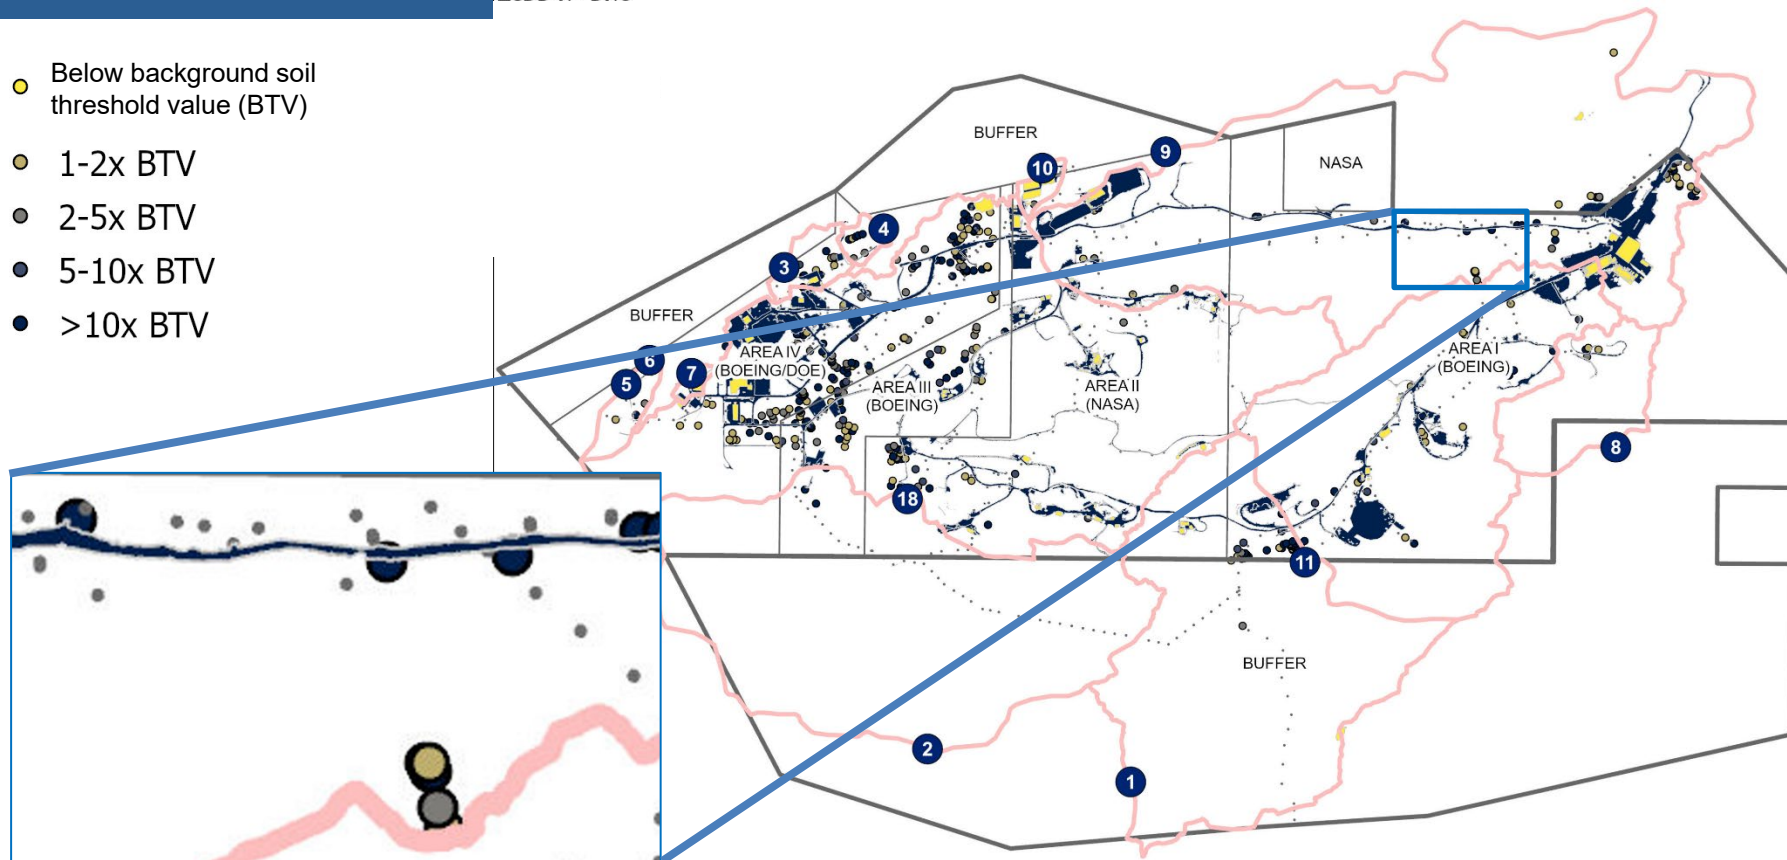 Below background soil
threshold value (BTV)
1-2x BTV
2-5x BTV
5-10x BTV
>10x BTV
BUFFER
10
9
NASA
4
3
BUFFER
6
5
7
AREA IV
(BOEING/DOE)
AREA III
(BOEING)
AREA II
(NASA)
AREA I
(BOEING)
8
18
11
BUFFER
2
1